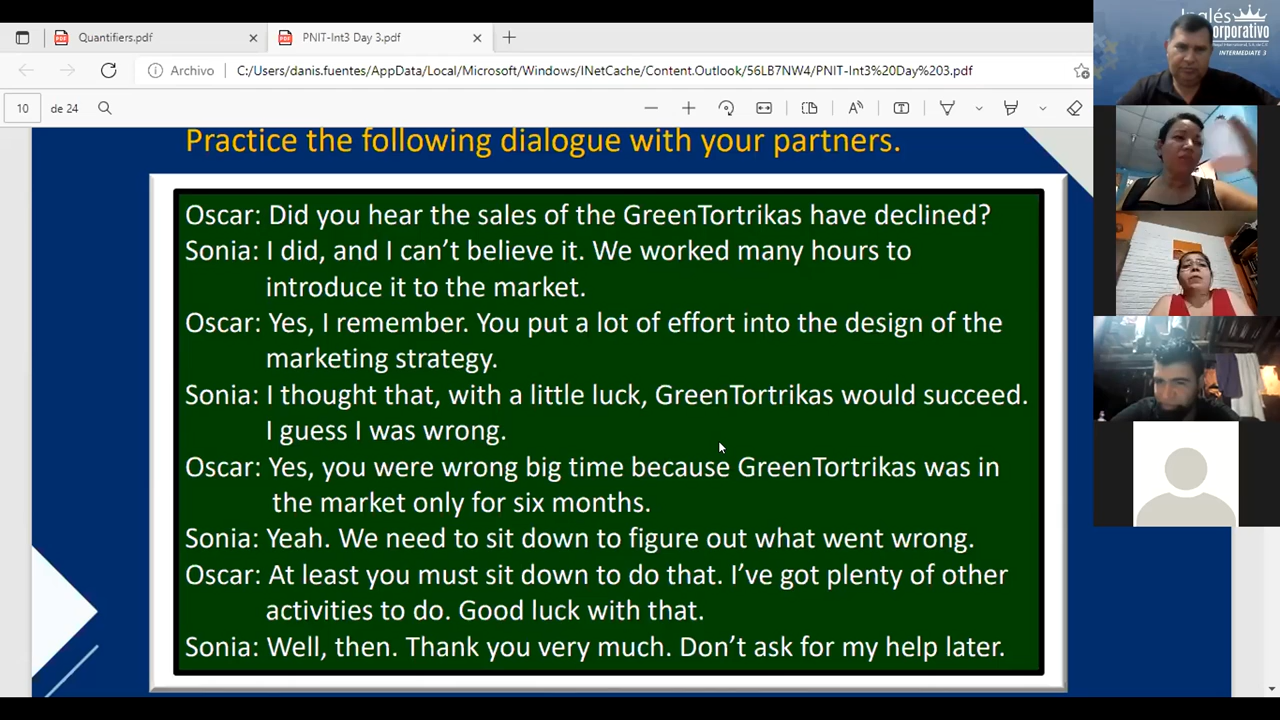 Quantifiers.pdf
PNIT-Int3 Day 3.pdf
Archivo
C:/Users/danis.fuentes/AppData/Local/Microsoft/Windows/INetCache/Content.Outlook/56LB7NW4/PNIT-Int3%20Day%203.pdf
10 de 24
Practice the following dialogue with your partners.
Oscar: Did you hear the sales of the GreenTortrikas have declined?
Sonia: I did, and I can’t believe it. We worked many hours to
introduce it to the market.
Oscar: Yes, I remember. You put a lot of effort into the design of the
marketing strategy.
Sonia: I thought that, with a little luck, GreenTortrikas would succeed.
I guess I was wrong.
Oscar: Yes, you were wrong big time because GreenTortrikas was in
the market only for six months.
Sonia: Yeah. We need to sit down to figure out what went wrong.
Oscar: At least you must sit down to do that. I’ve got plenty of other
activities to do. Good luck with that.
Sonia: Well, then. Thank you very much. Don’t ask for my help later.
Inglés
rporativo
INTERMEDIATE 3